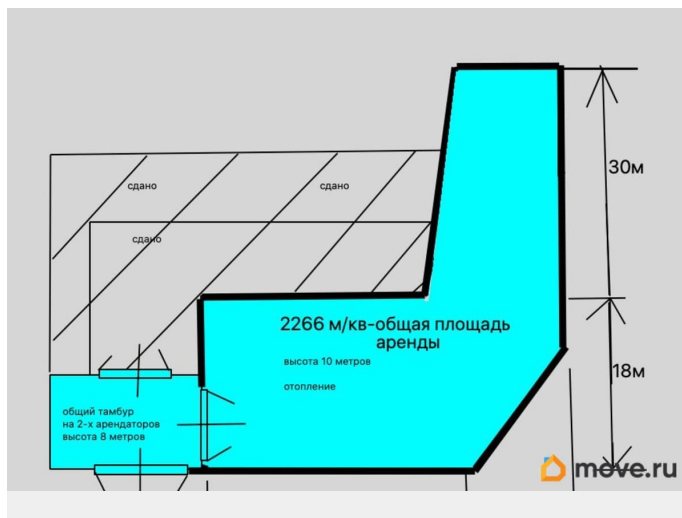 30м
сдано
сдано
сдано
2266 м/кв-общая площадь
аренды
высота 10 метров
отопление
18м
общий тамбур
на 2-х арендаторов
высота 8 метров
move.ru